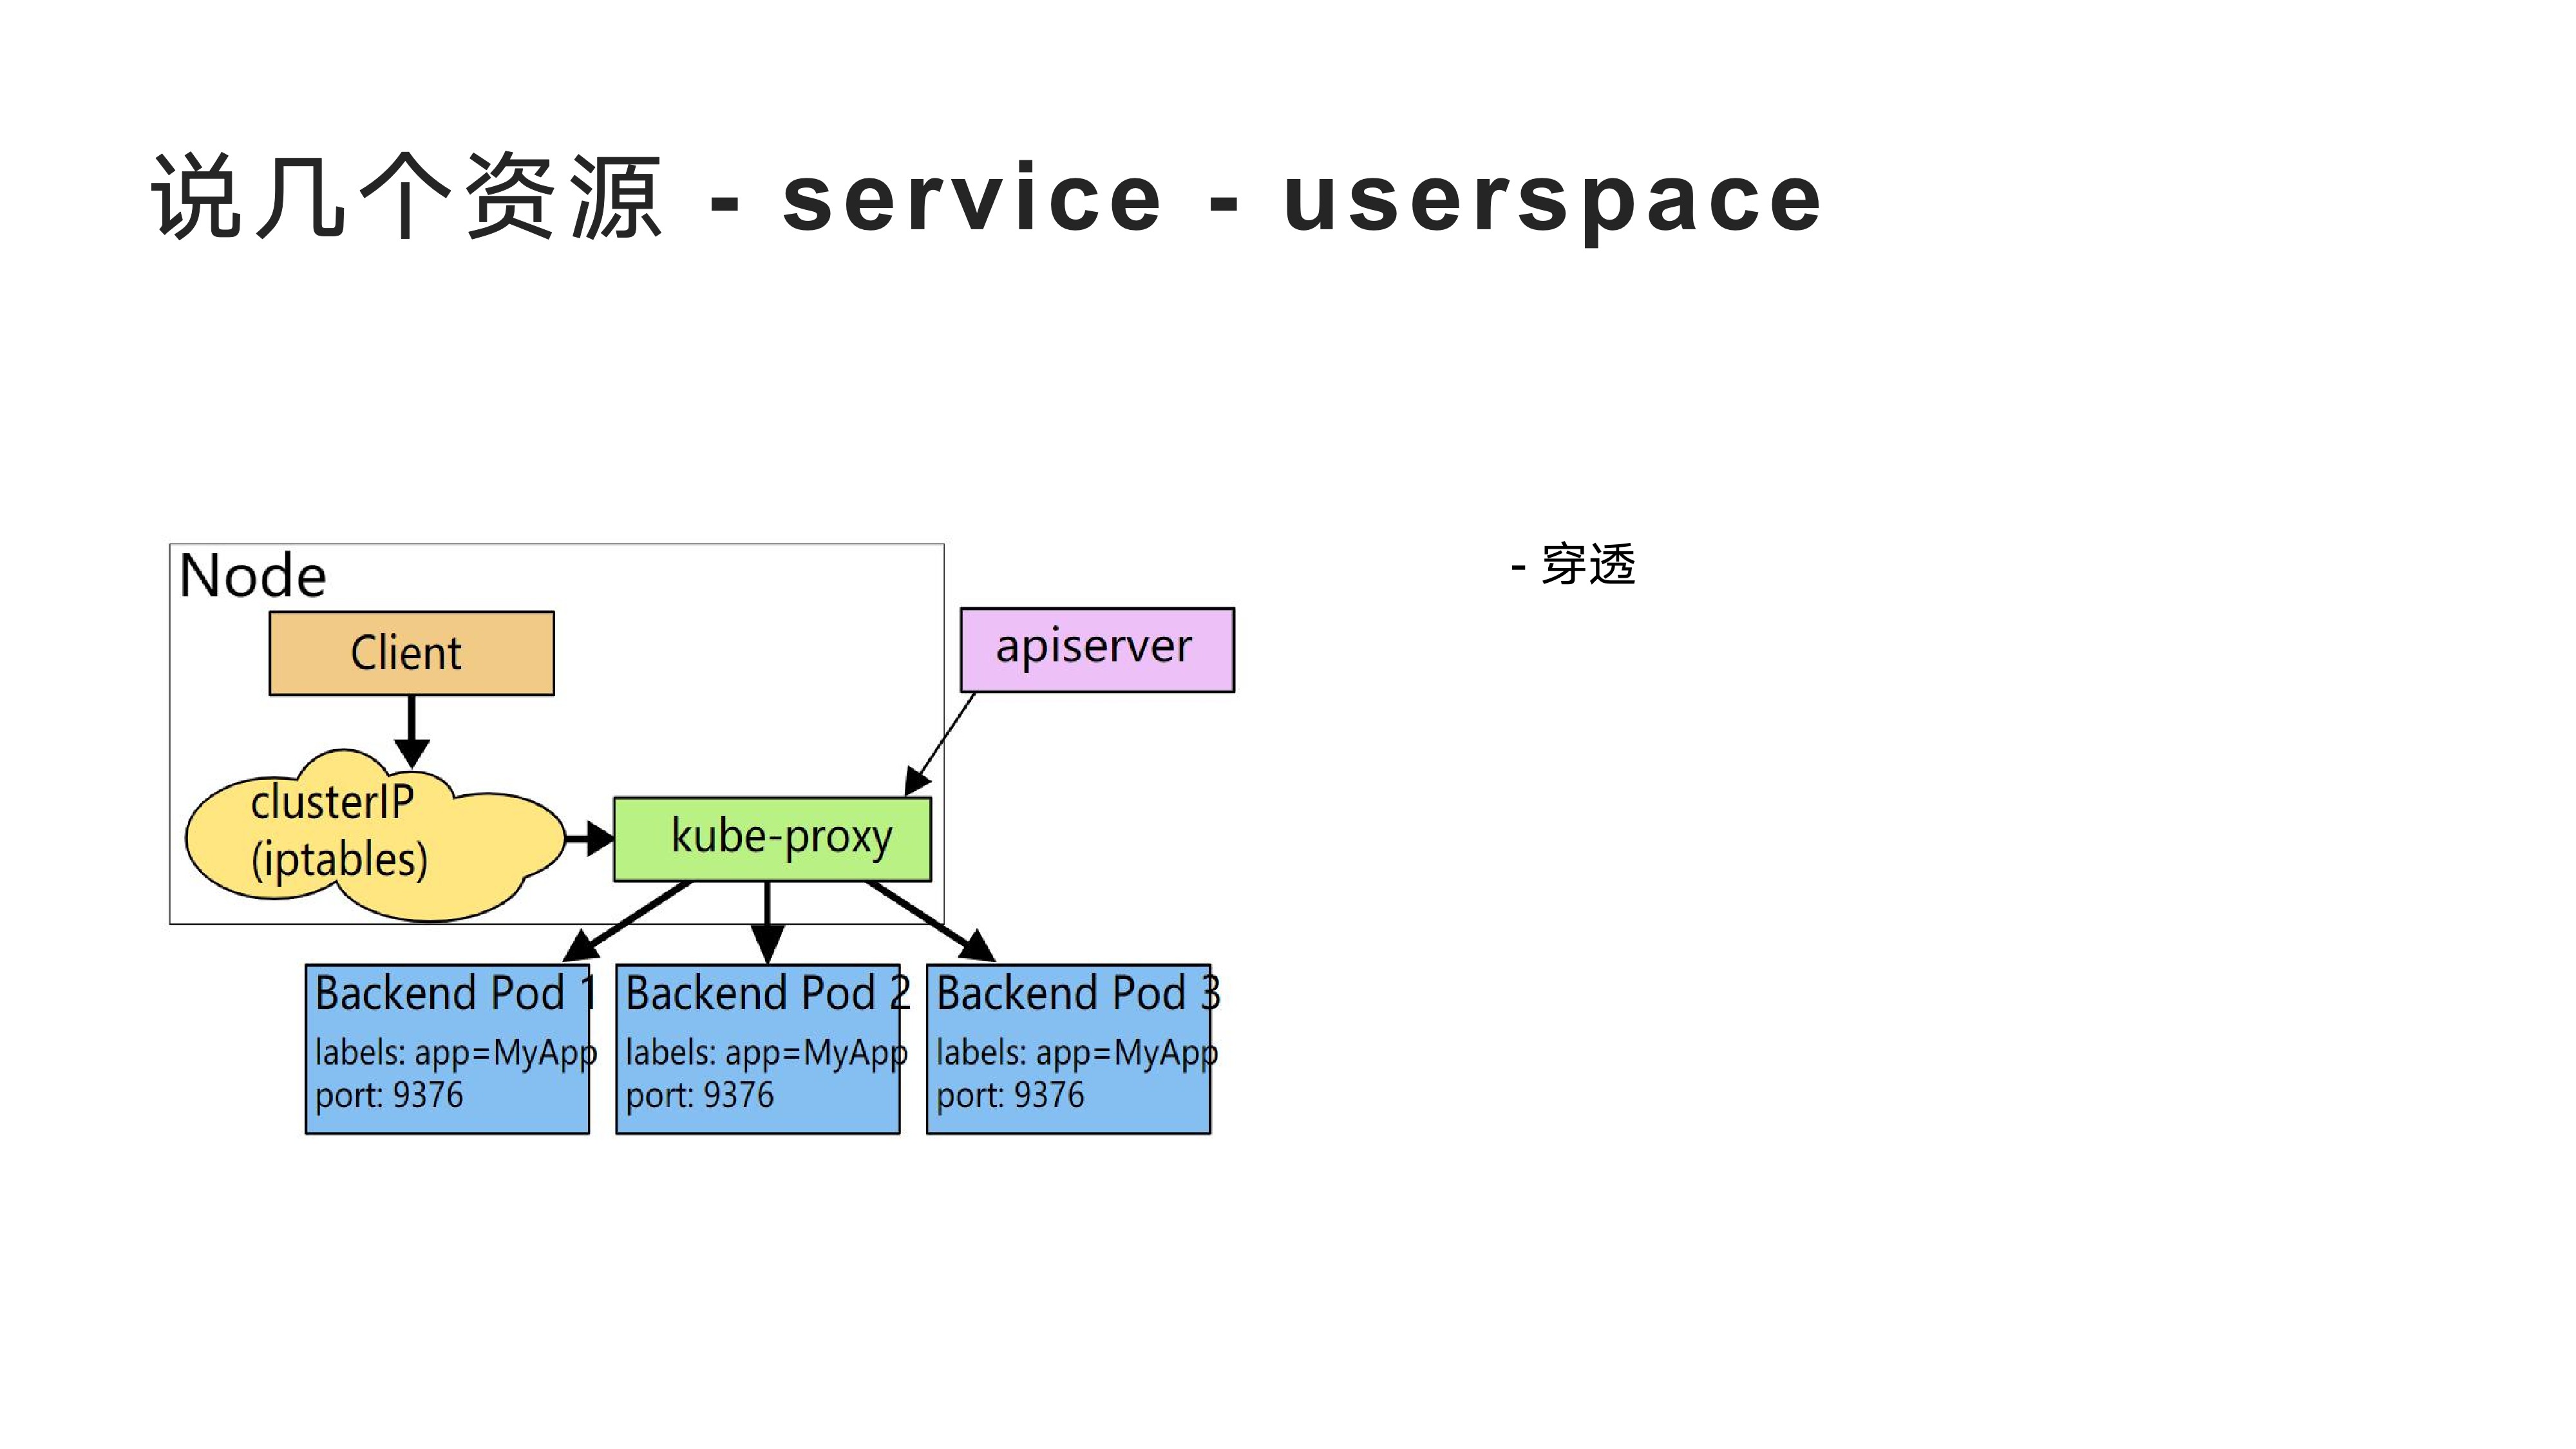 说几个资源 - service - userspace
- 穿透
Node
Client
apiserver
clusterIP
(iptables)
kube-proxy
Backend Pod 1
labels: app=MyApp
port: 9376
Backend Pod 2
labels: app=MyApp
port: 9376
Backend Pod 3
labels: app=MyApp
port: 9376